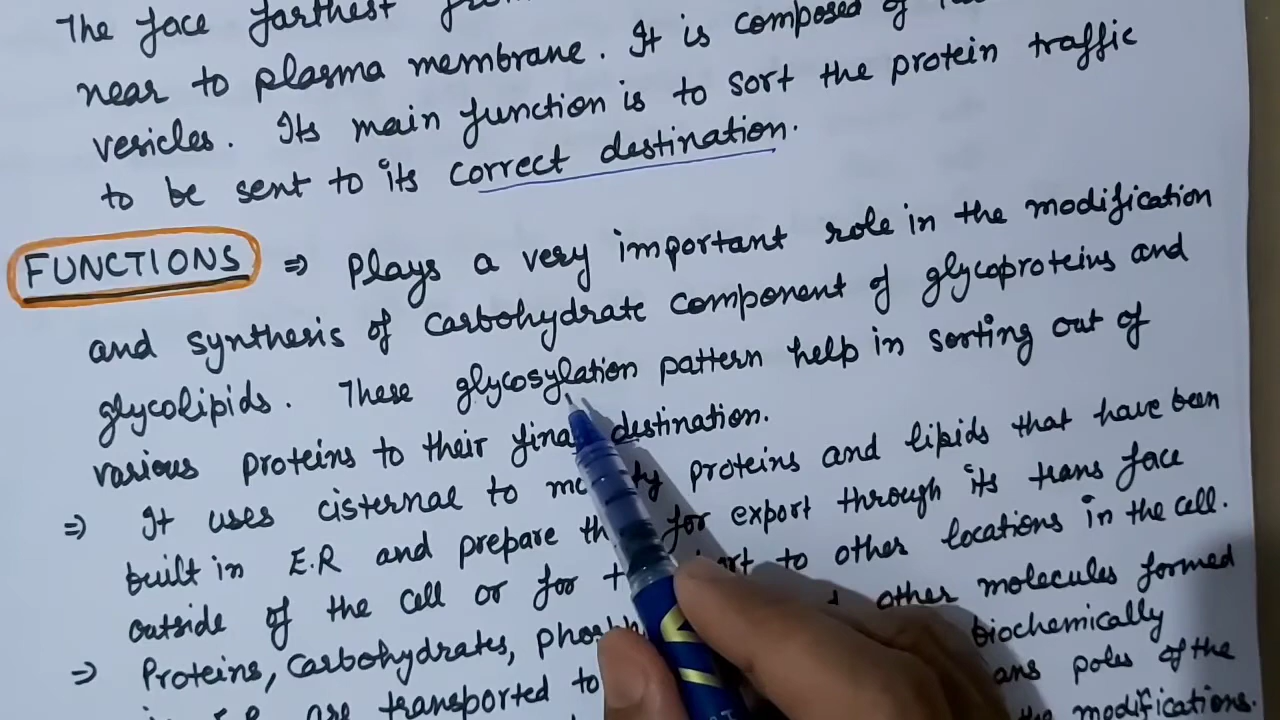 The face farthest
near to plasma membrane. It is composed of
vesicles. Its main function is to sort the protein traffic
to be sent to its correct destination.
FUNCTIONS ⇒ Plays a very important role in the modification
and synthesis of carbohydrate component of glycoproteins and
glycolipids. These glycosylation pattern help in sorting out of
various proteins to their final destination.
⇒ It uses cisternal to proteins and lipids that have been
built in E.R and prepare for export through its trans face
outside of the cell or for to other locations in the cell.
⇒ Proteins, Carbohydrates, other molecules formed
are transported to biochemically
poles of the
modifications.